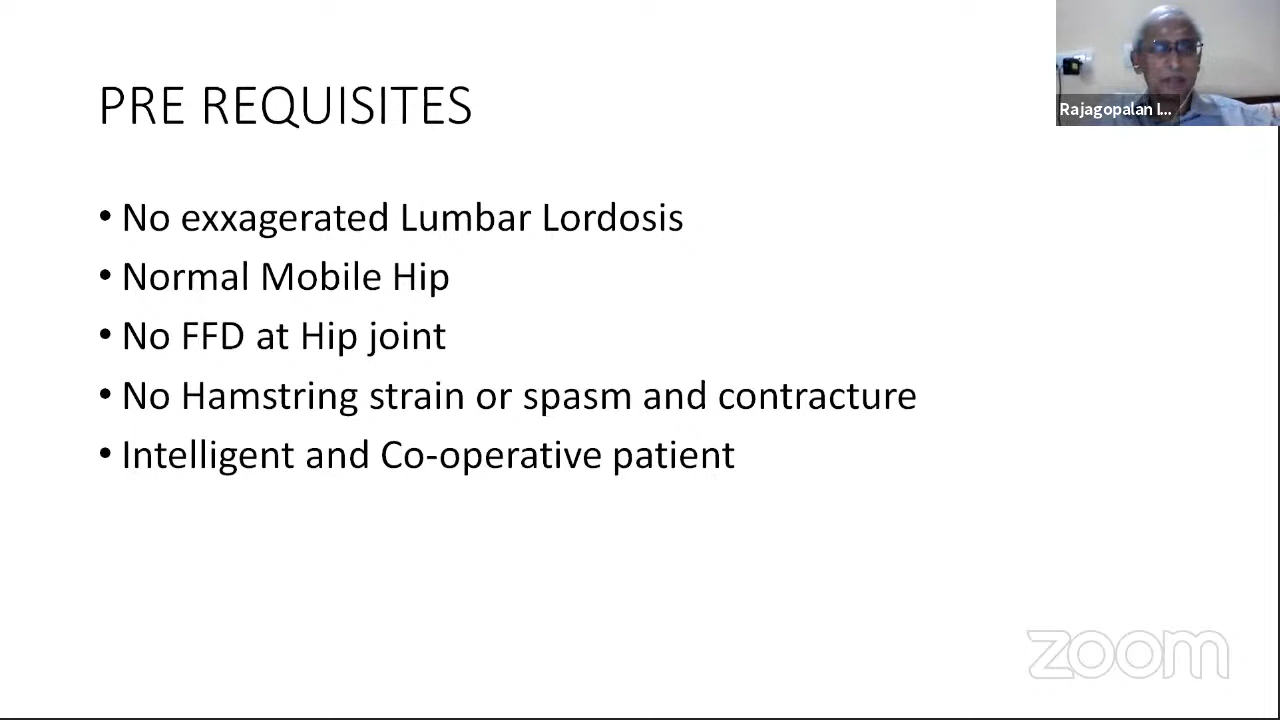 PRE REQUISITES
Rajagopalan I...
• No exxagerated Lumbar Lordosis
• Normal Mobile Hip
• No FFD at Hip joint
• No Hamstring strain or spasm and contracture
• Intelligent and Co-operative patient
zoom